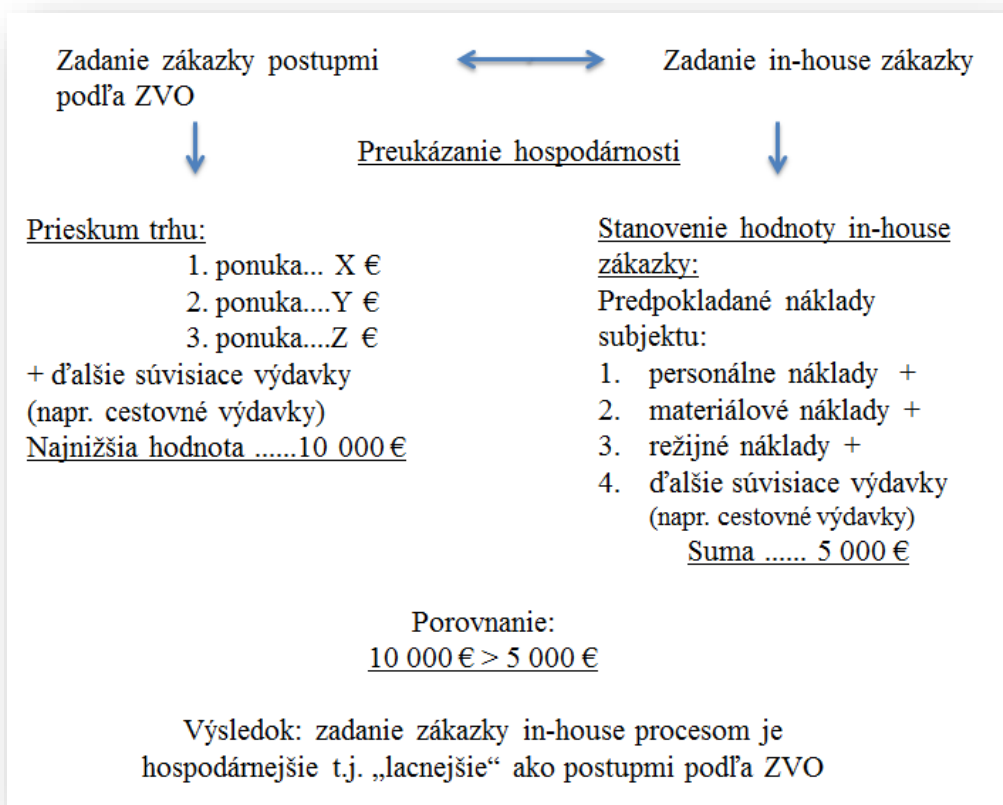 Zadanie zákazky postupmi
podľa ZVO
Zadanie in-house zákazky
Preukázanie hospodárnosti
Prieskum trhu:
1. ponuka... X €
2. ponuka....Y €
3. ponuka....Z €
+ ďalšie súvisiace výdavky
(napr. cestovné výdavky)
Najnižšia hodnota ......10 000 €
Stanovenie hodnoty in-house
zákazky:
Predpokladané náklady
subjektu:
1. personálne náklady +
2. materiálové náklady +
3. režijné náklady +
4. ďalšie súvisiace výdavky
(napr. cestovné výdavky)
Suma ...... 5 000 €
Porovnanie:
10 000 € > 5 000 €
Výsledok: zadanie zákazky in-house procesom je
hospodárnejšie t.j. „lacnejšie“ ako postupmi podľa ZVO